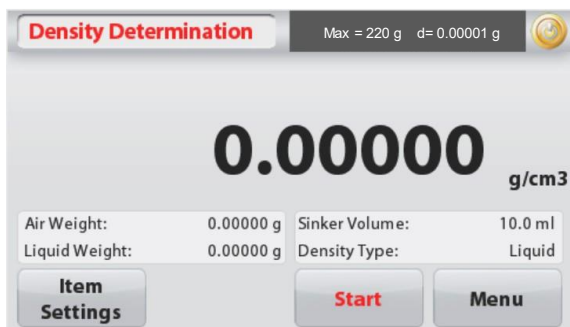 Density Determination Max = 220 g d= 0.00001 g
0.00000 g/cm3
Air Weight: 0.00000 g Sinker Volume: 10.0 ml
Liquid Weight: 0.00000 g Density Type: Liquid
Item Settings Start Menu